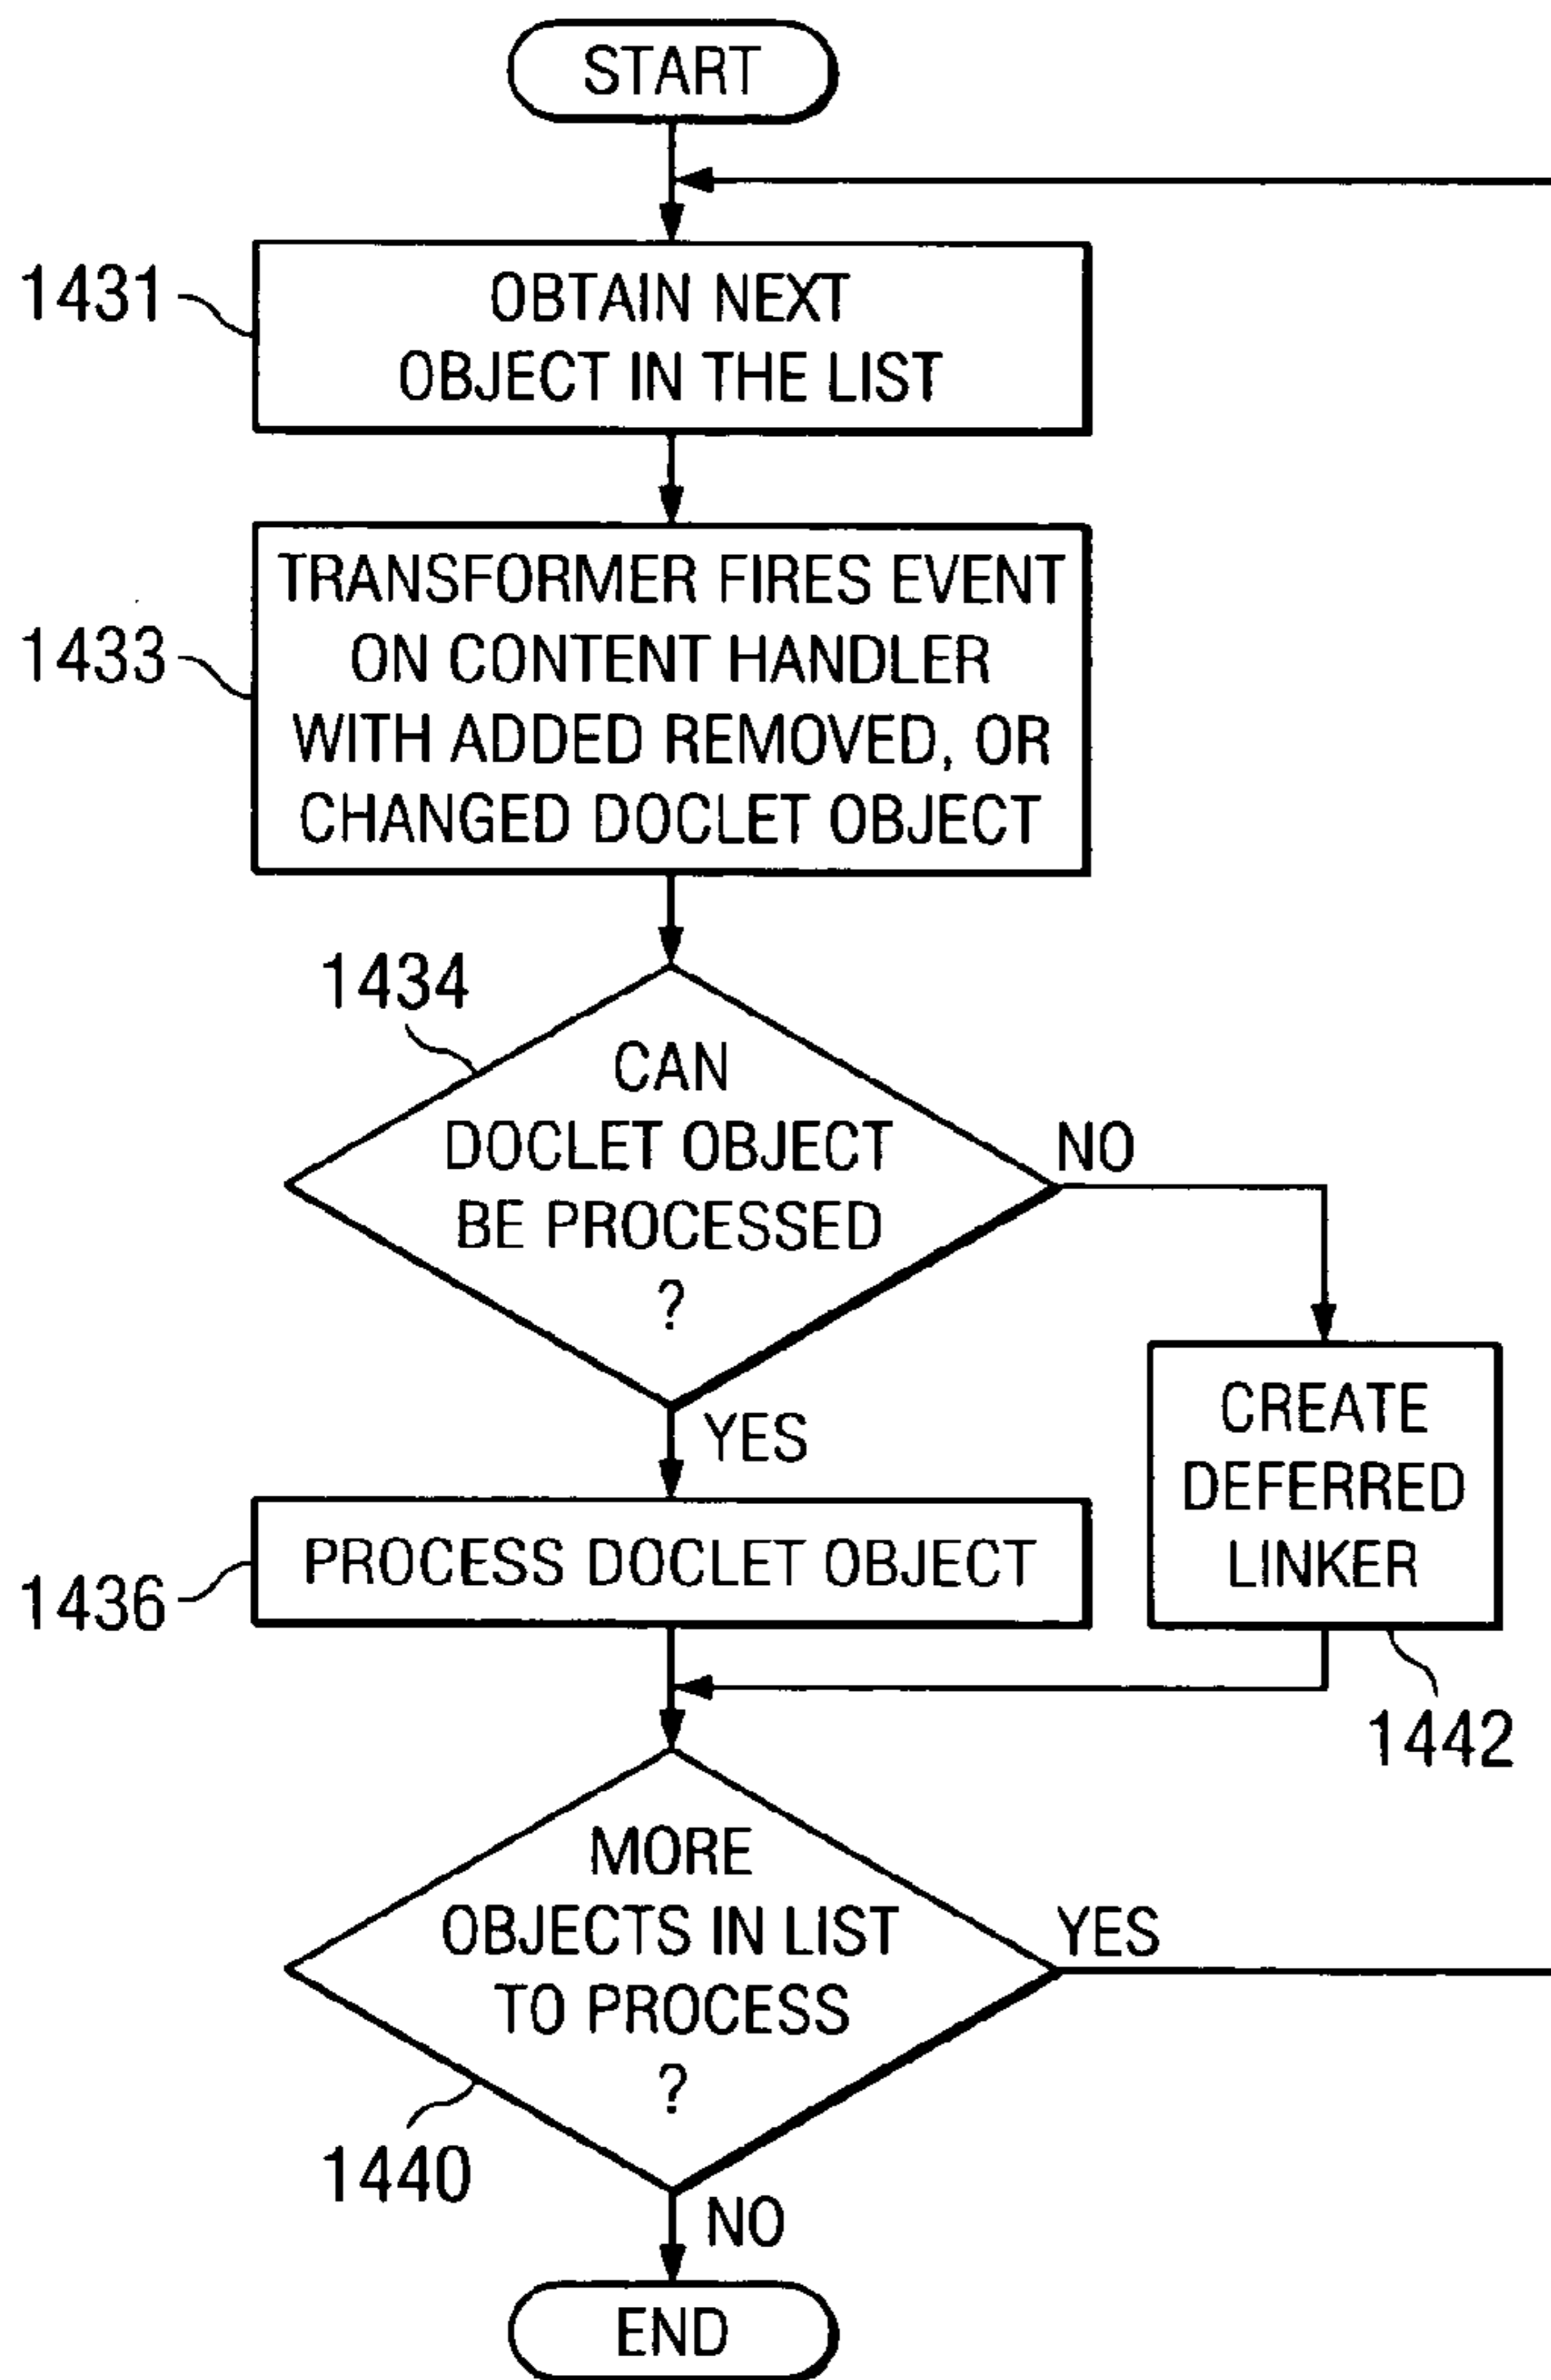 START
1431
OBTAIN NEXT
OBJECT IN THE LIST
1433
TRANSFORMER FIRES EVENT
ON CONTENT HANDLER
WITH ADDED REMOVED, OR
CHANGED DOCLET OBJECT
1434
CAN
DOCLET OBJECT
BE PROCESSED
?
NO
YES
CREATE
DEFERRED
LINKER
1442
1436
PROCESS DOCLET OBJECT
MORE
OBJECTS IN LIST
TO PROCESS
?
YES
1440
NO
END